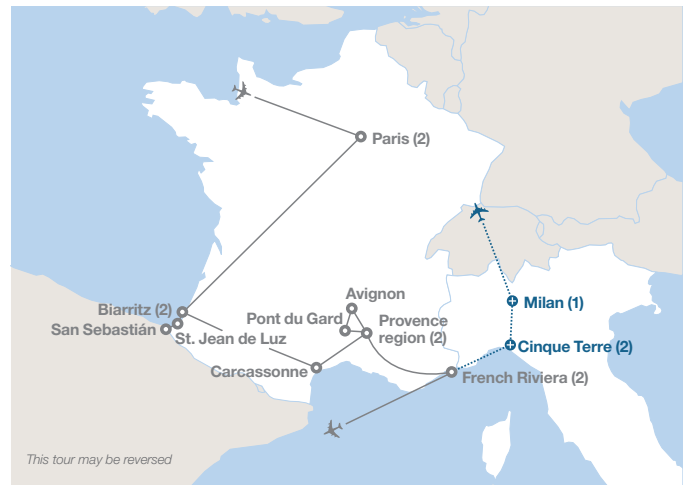 Paris (2)
Biarritz (2)
San Sebastián
St. Jean de Luz
Avignon
Pont du Gard
Provence
region (2)
Carcassonne
Milan (1)
Cinque Terre (2)
French Riviera (2)
This tour may be reversed